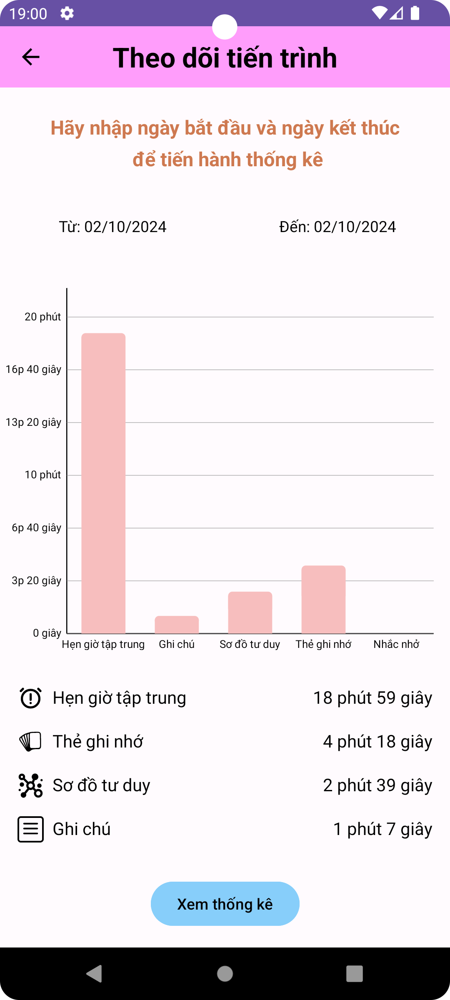 19:00
Theo dõi tiến trình
Hãy nhập ngày bắt đầu và ngày kết thúc
để tiến hành thống kê
Từ: 02/10/2024 Đến: 02/10/2024
20 phút
16p 40 giây
13p 20 giây
10 phút
6p 40 giây
3p 20 giây
0 giây
Hẹn giờ tập trung Ghi chú Sơ đồ tư duy Thẻ ghi nhớ Nhắc nhở
Hẹn giờ tập trung 18 phút 59 giây
Thẻ ghi nhớ 4 phút 18 giây
Sơ đồ tư duy 2 phút 39 giây
Ghi chú 1 phút 7 giây
Xem thống kê